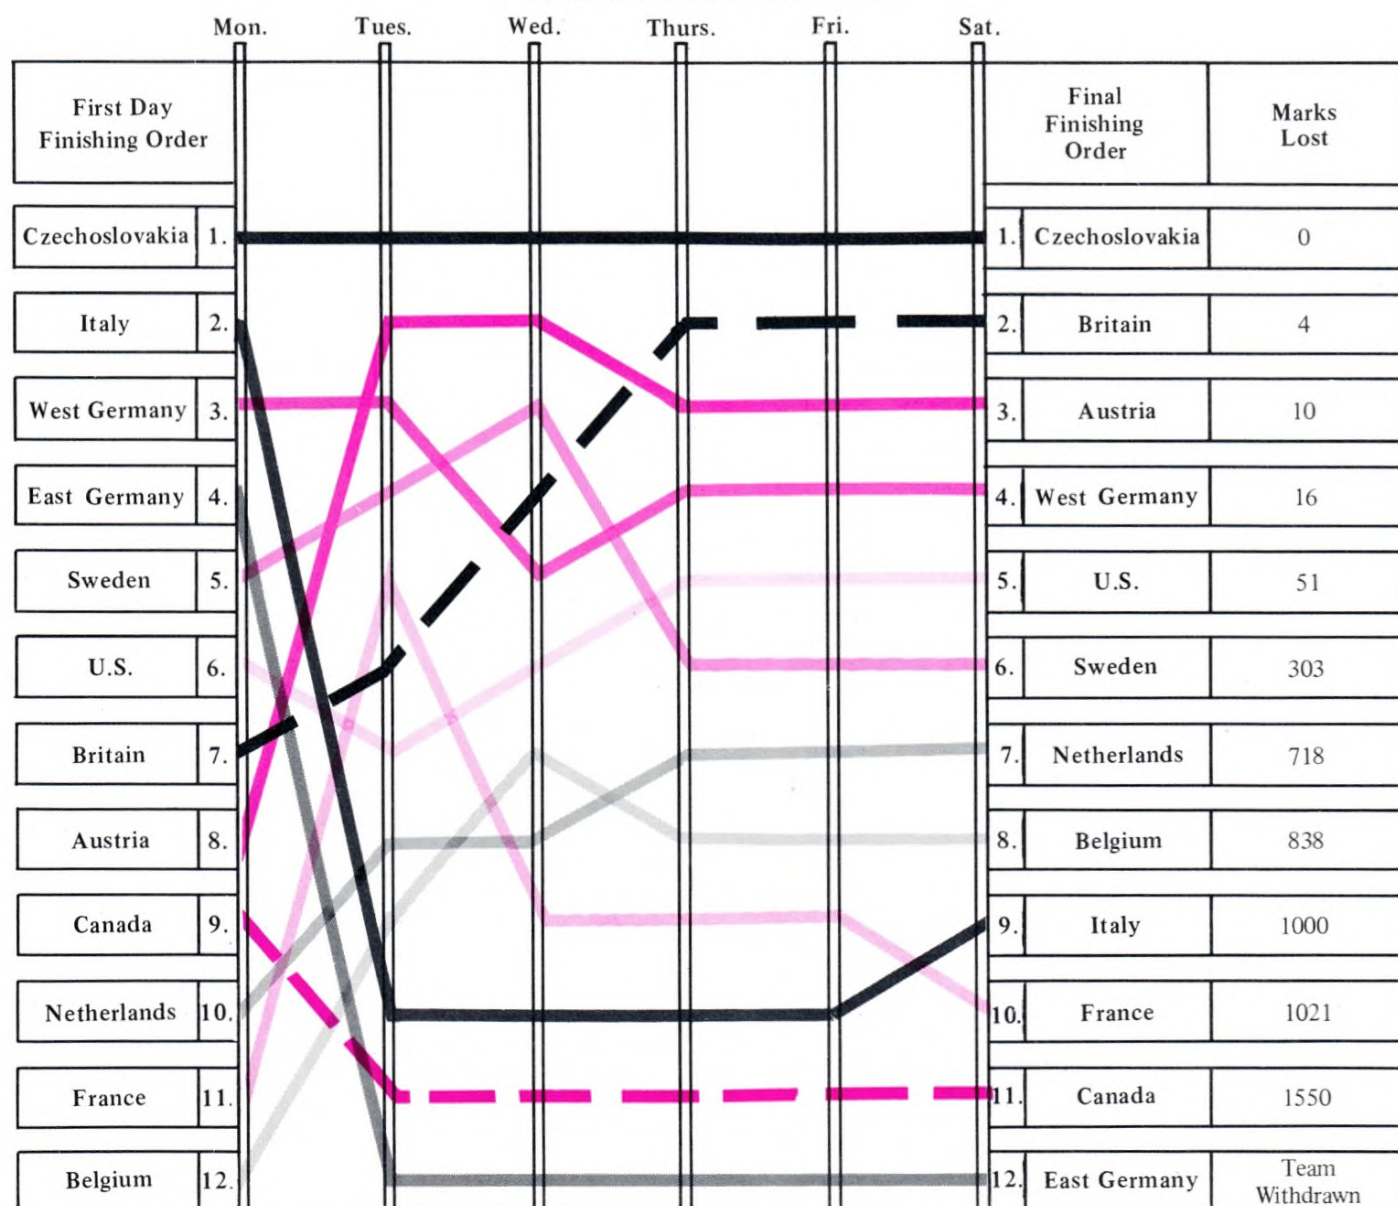 Mon. Tues. Wed. Thurs. Fri. Sat.
First Day
Finishing Order
Final
Finishing
Order
Marks
Lost
Czechoslovakia 1. 1. Czechoslovakia 0
Italy 2. 2. Britain 4
West Germany 3. 3. Austria 10
East Germany 4. 4. West Germany 16
Sweden 5. 5. U.S. 51
U.S. 6. 6. Sweden 303
Britain 7. 7. Netherlands 718
Austria 8. 8. Belgium 838
Canada 9. 9. Italy 1000
Netherlands 10. 10. France 1021
France 11. 11. Canada 1550
Belgium 12. 12. East Germany Team
Withdrawn